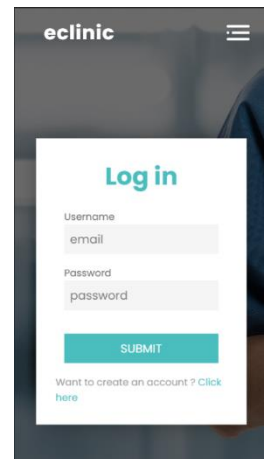 eclinic
Log in
Username
email
Password
password
SUBMIT
Want to create an account ? Click
here